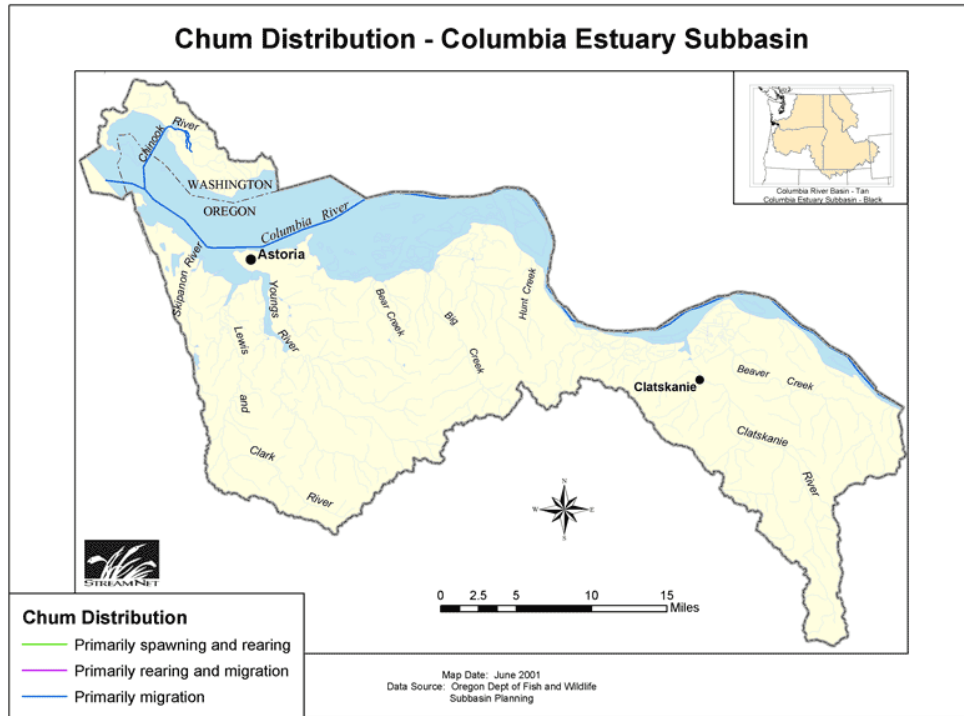 Chum Distribution - Columbia Estuary Subbasin
Chinook River
WASHINGTON
OREGON
Columbia River
Astoria
Skipanon River
Youngs River
Lewis and Clark River
Bear Creek
Big Creek
Hunt Creek
Clatskanie
Beaver Creek
Clatskanie River
Columbia River Basin - Tan
Columbia Estuary Subbasin - Black
N
W
E
S
STREAMNET
0 2.5 5 10 15
Miles
Chum Distribution
Primarily spawning and rearing
Primarily rearing and migration
Primarily migration
Map Date: June 2001
Data Source: Oregon Dept of Fish and Wildlife
Subbasin Planning